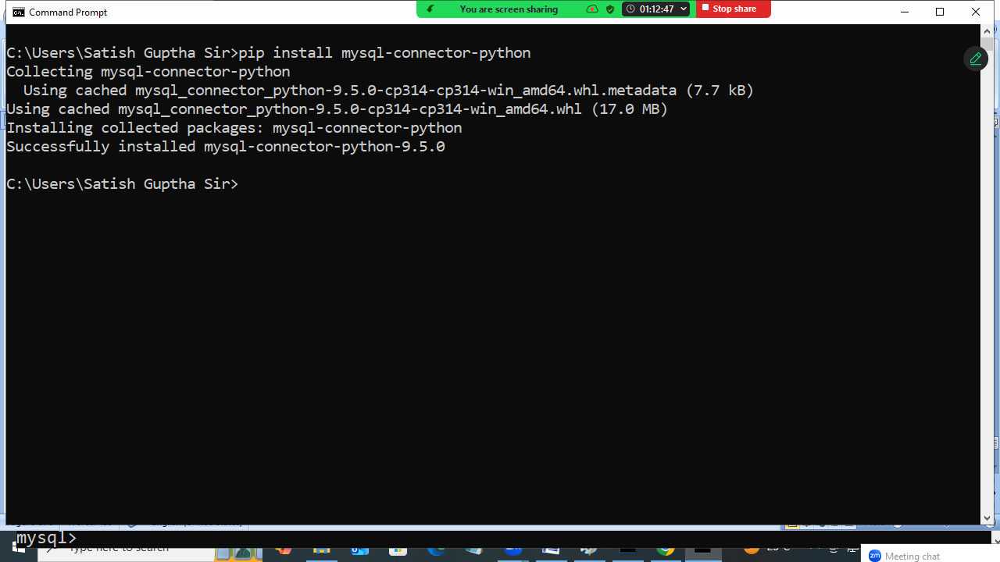 Command Prompt
You are screen sharing
01:12:47
Stop share
C:\Users\Satish Guptha Sir>pip install mysql-connector-python
Collecting mysql-connector-python
  Using cached mysql_connector_python-9.5.0-cp314-cp314-win_amd64.whl.metadata (7.7 kB)
Using cached mysql_connector_python-9.5.0-cp314-cp314-win_amd64.whl (17.0 MB)
Installing collected packages: mysql-connector-python
Successfully installed mysql-connector-python-9.5.0
C:\Users\Satish Guptha Sir>
mysql>
Type here to search
zm Meeting chat